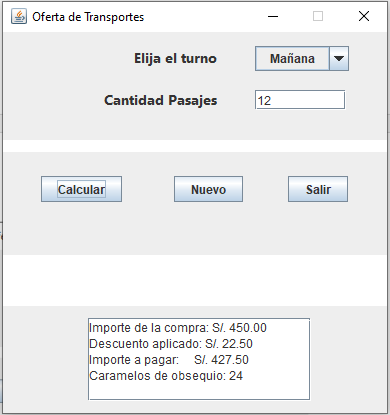 Oferta de Transportes
Elija el turno Mañana
Cantidad Pasajes 12
Calcular Nuevo Salir
Importe de la compra: S/. 450.00
Descuento aplicado: S/. 22.50
Importe a pagar: S/. 427.50
Caramelos de obsequio: 24